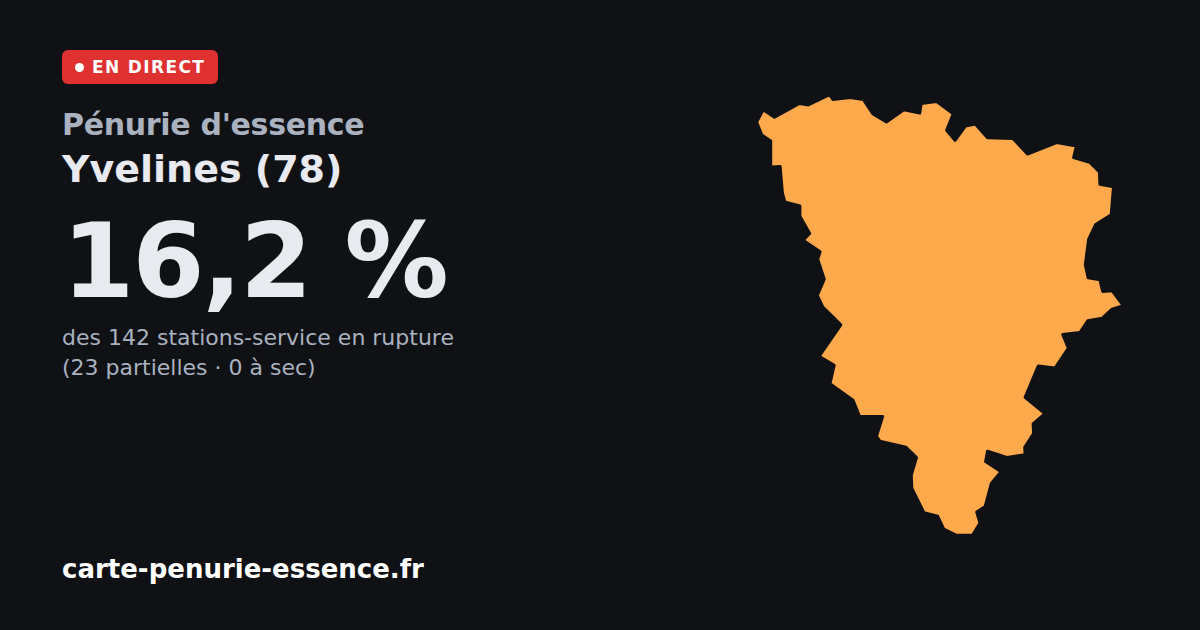 EN DIRECT
Pénurie d'essence
Yvelines (78)
16,2 %
des 142 stations-service en rupture
(23 partielles · 0 à sec)
carte-penurie-essence.fr